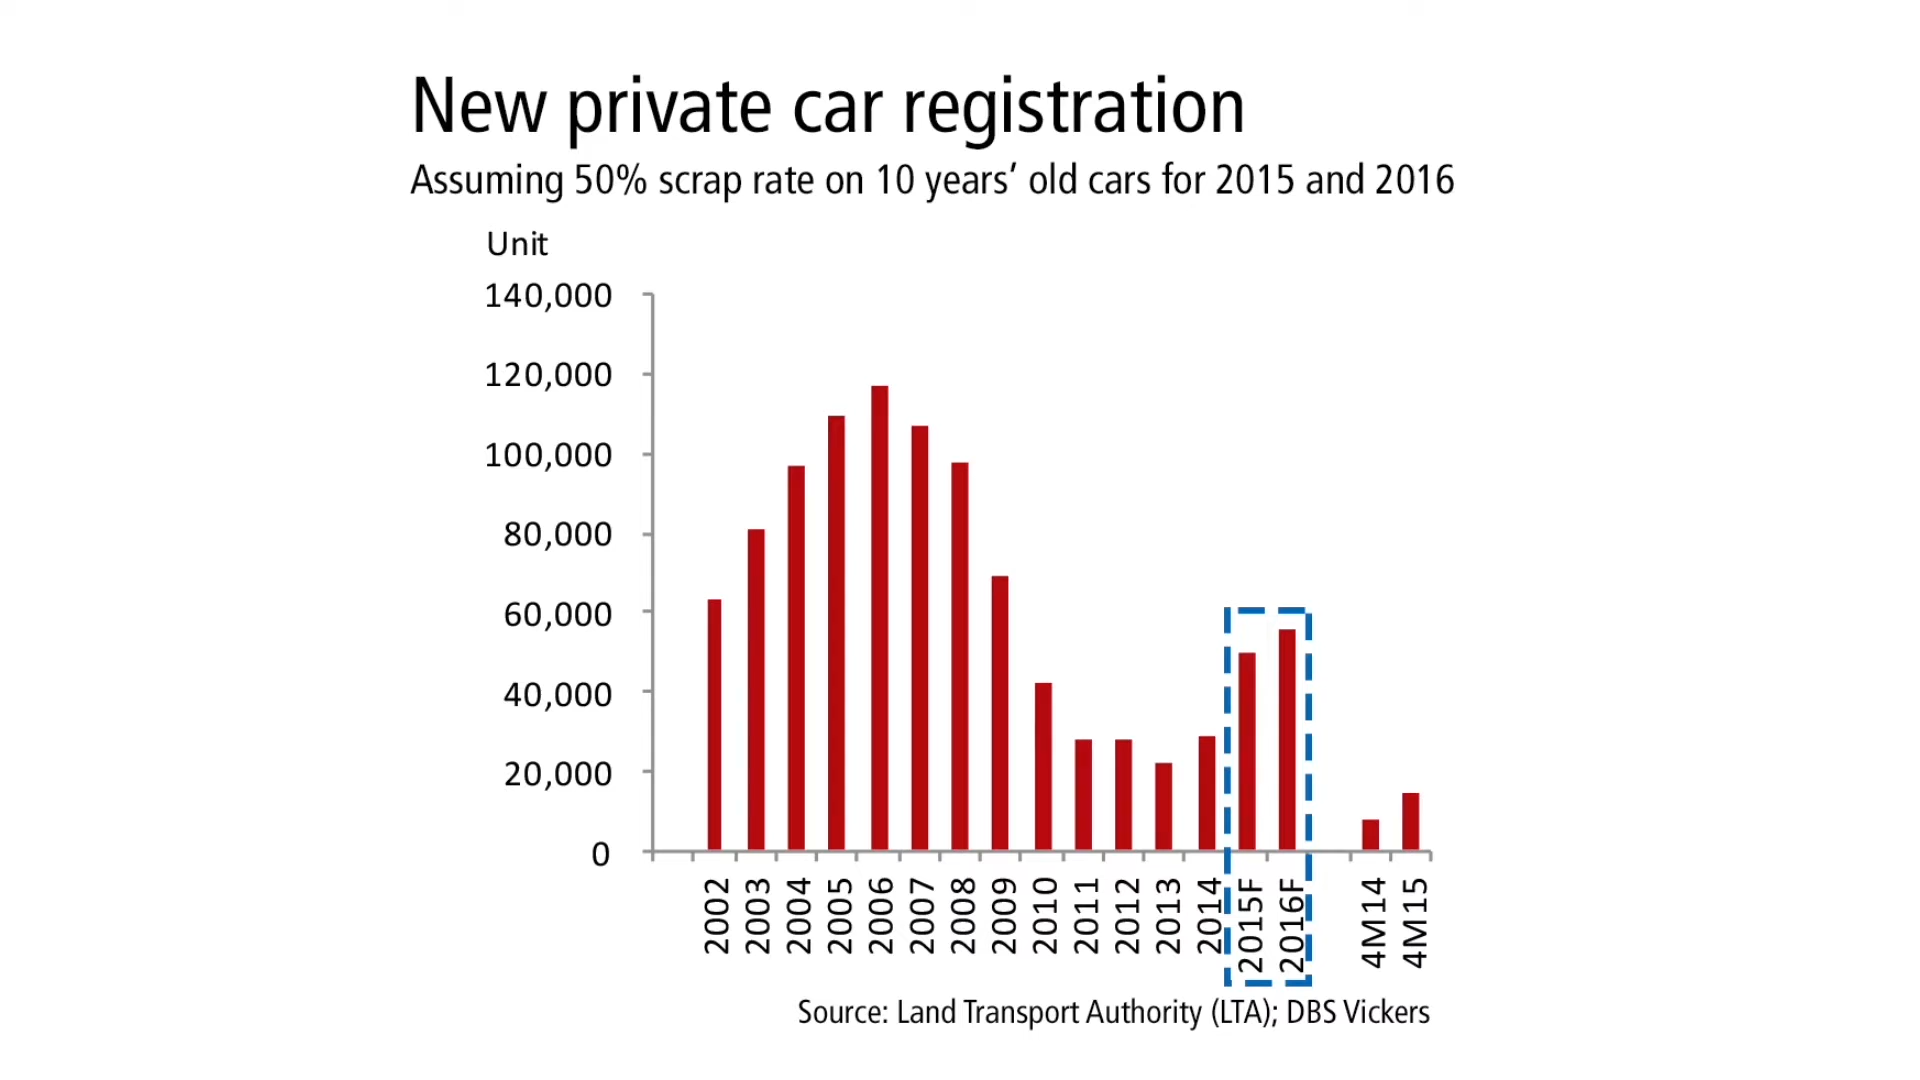 New private car registration
Assuming 50% scrap rate on 10 years’ old cars for 2015 and 2016
Unit
140,000
120,000
100,000
80,000
60,000
40,000
20,000
0
2002
2003
2004
2005
2006
2007
2008
2009
2010
2011
2012
2013
2014
2015F
2016F
4M14
4M15
Source: Land Transport Authority (LTA); DBS Vickers